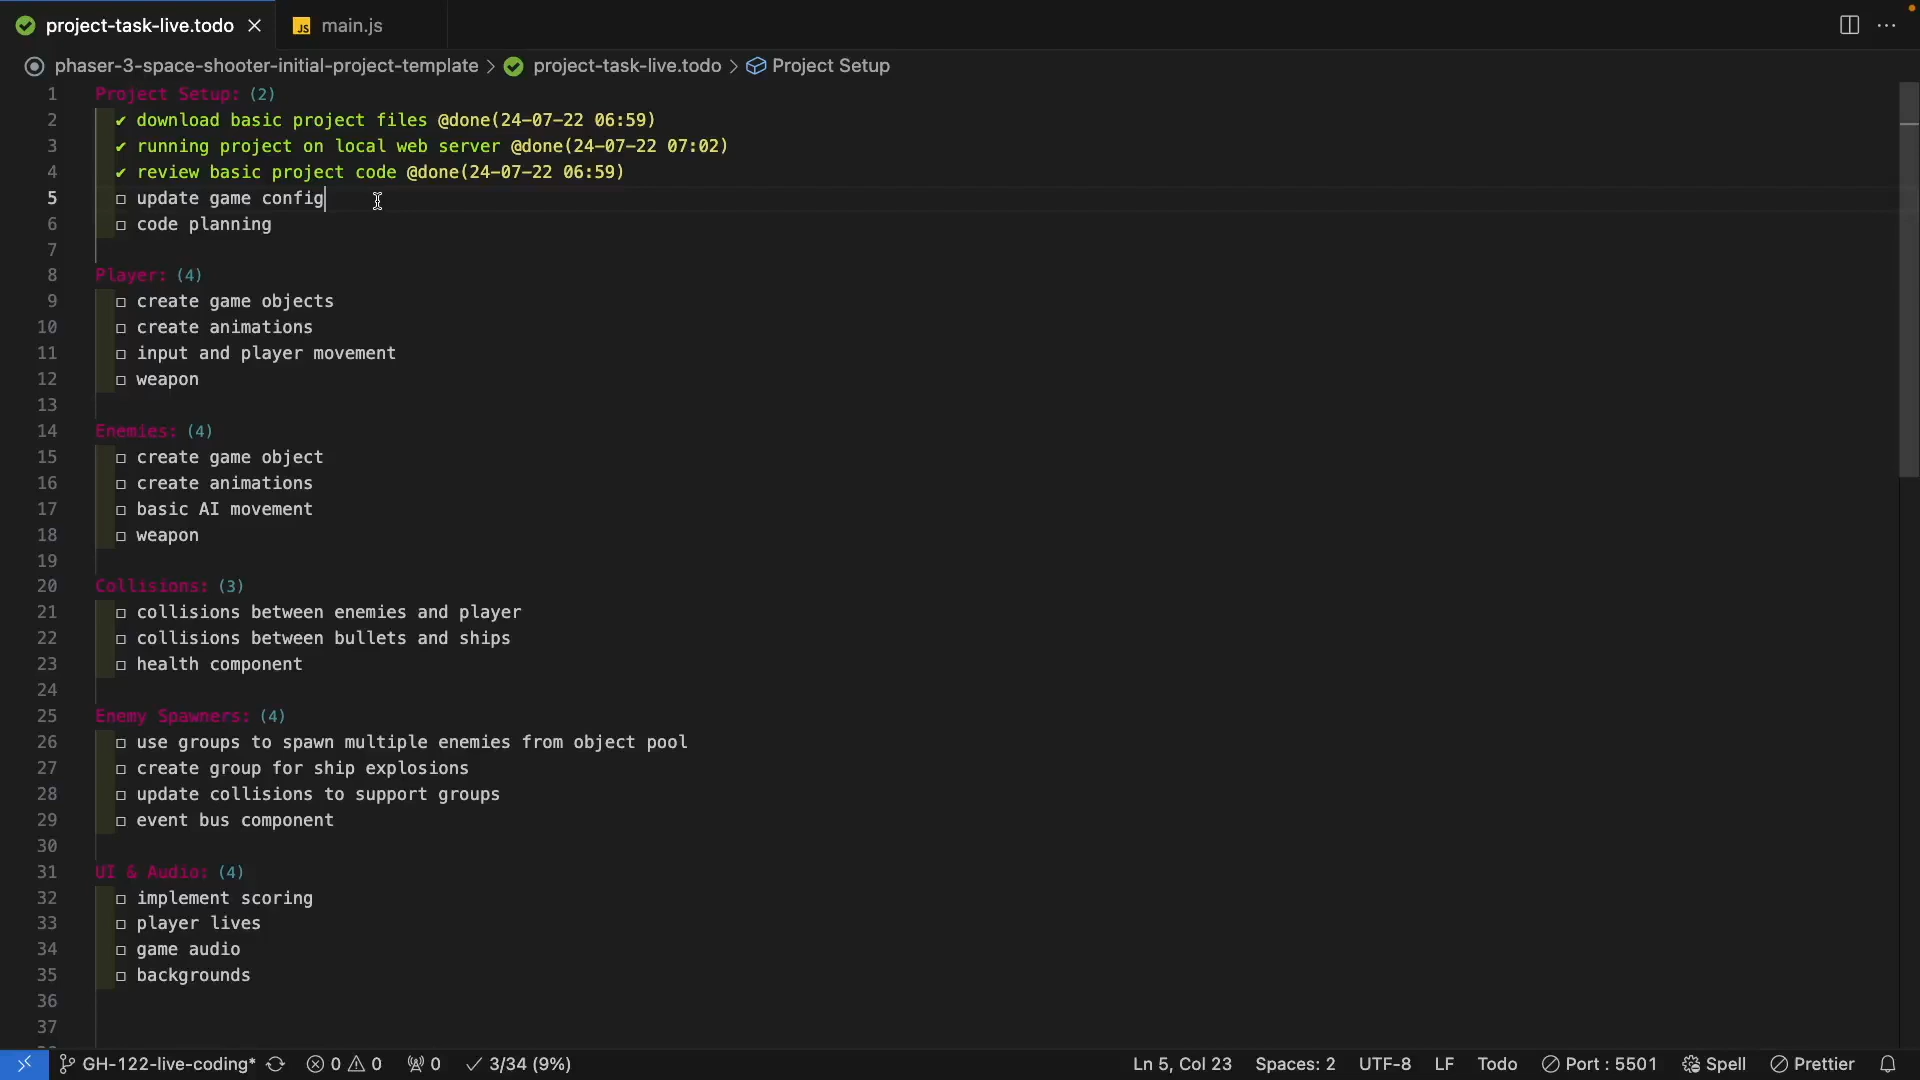 project-task-live.todo
JS main.js
phaser-3-space-shooter-initial-project-template > project-task-live.todo > Project Setup
1 Project Setup: (2)
2 ✔ download basic project files @done(24-07-22 06:59)
3 ✔ running project on local web server @done(24-07-22 07:02)
4 ✔ review basic project code @done(24-07-22 06:59)
5 ☐ update game config
6 ☐ code planning
7
8 Player: (4)
9 ☐ create game objects
10 ☐ create animations
11 ☐ input and player movement
12 ☐ weapon
13
14 Enemies: (4)
15 ☐ create game object
16 ☐ create animations
17 ☐ basic AI movement
18 ☐ weapon
19
20 Collisions: (3)
21 ☐ collisions between enemies and player
22 ☐ collisions between bullets and ships
23 ☐ health component
24
25 Enemy Spawners: (4)
26 ☐ use groups to spawn multiple enemies from object pool
27 ☐ create group for ship explosions
28 ☐ update collisions to support groups
29 ☐ event bus component
30
31 UI & Audio: (4)
32 ☐ implement scoring
33 ☐ player lives
34 ☐ game audio
35 ☐ backgrounds
36
37
GH-122-live-coding* 0 0 0 ✓ 3/34 (9%) Ln 5, Col 23 Spaces: 2 UTF-8 LF Todo Port : 5501 Spell Prettier